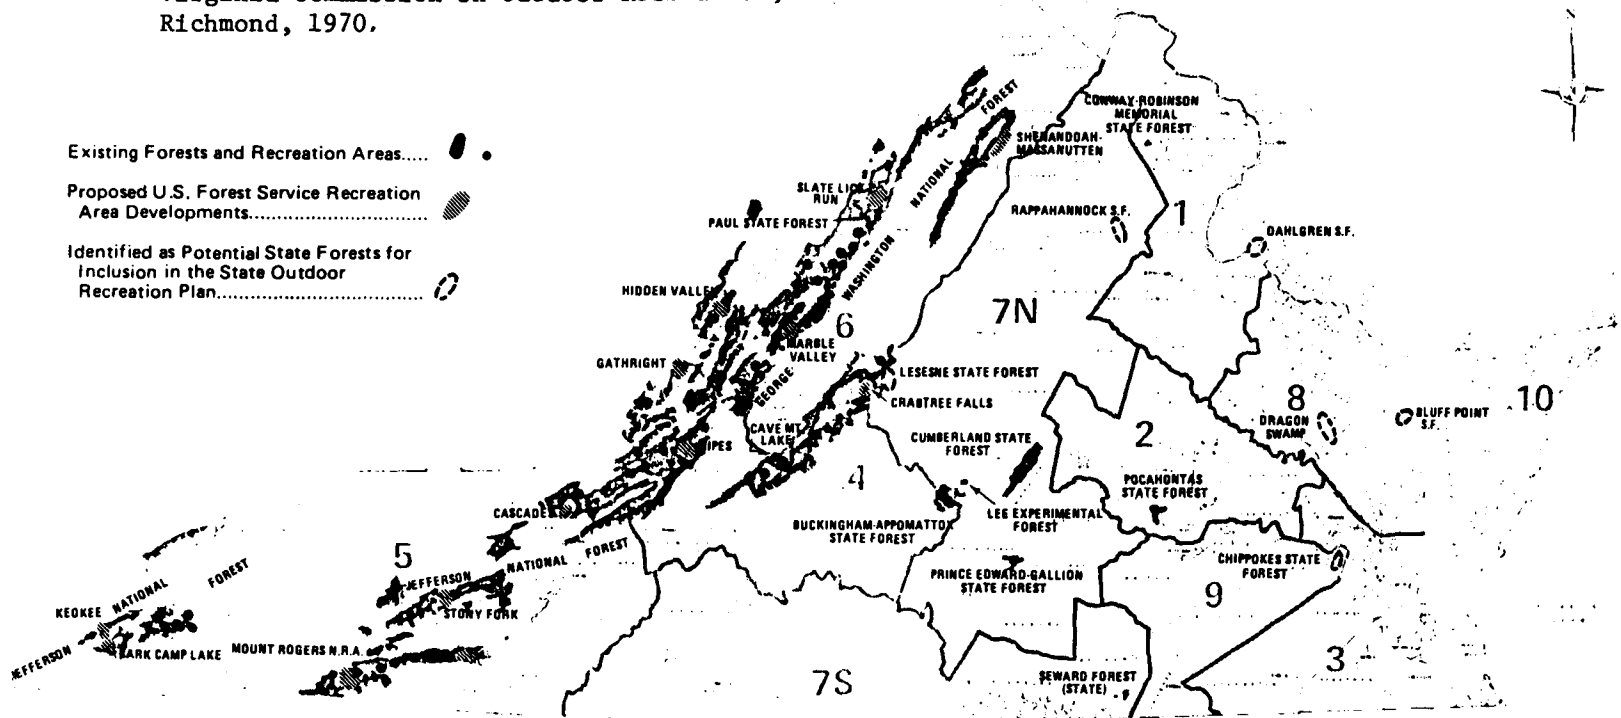 Richmond, 1970.
Existing Forests and Recreation Areas.....
Proposed U.S. Forest Service Recreation
Area Developments................................
Identified as Potential State Forests for
Inclusion in the State Outdoor
Recreation Plan.....................................
FOREST
CONWAY-ROBINSON
MEMORIAL
STATE FOREST
SHENANDOAH-
MASSANUTTEN
NATIONAL
SLATE LICK
RUN
PAUL STATE FOREST
RAPPAHANNOCK S.F.
1
DAHLGREN S.F.
WASHINGTON
HIDDEN VALLEY
6
7N
MARBLE
VALLEY
GATHRIGHT
GEORGE
LESESNE STATE FOREST
CRABTREE FALLS
8
10
BLUFF POINT
S.F.
DRAGON
SWAMP
2
CAVE MT.
LAKE
CUMBERLAND STATE
FOREST
4
POCAHONTAS
STATE FOREST
CASCADES
LEE EXPERIMENTAL
FOREST
BUCKINGHAM-APPOMATTOX
STATE FOREST
5
NATIONAL FOREST
CHIPPOKES STATE
FOREST
JEFFERSON
PRINCE EDWARD-GALLION
STATE FOREST
9
STONY FORK
KEOKEE
NATIONAL FOREST
JEFFERSON
BARK CAMP LAKE
MOUNT ROGERS N.R.A.
7S
SEWARD FOREST
(STATE)
3
N